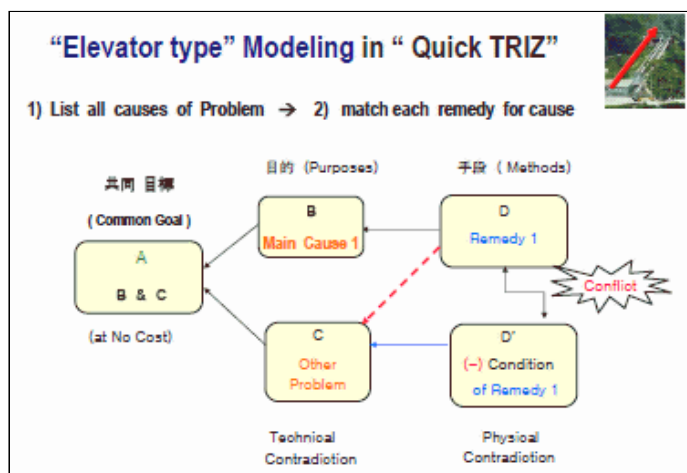 “Elevator type” Modeling in “ Quick TRIZ”
1) List all causes of Problem → 2) match each remedy for cause
共同 目標
( Common Goal )
A
B & C
(at No Cost)
目的 (Purposes)
B
Main Cause 1
C
Other
Problem
Technical
Contradiction
手段 ( Methods)
D
Remedy 1
Conflict
D'
(-) Condition
of Remedy 1
Physical
Contradiction